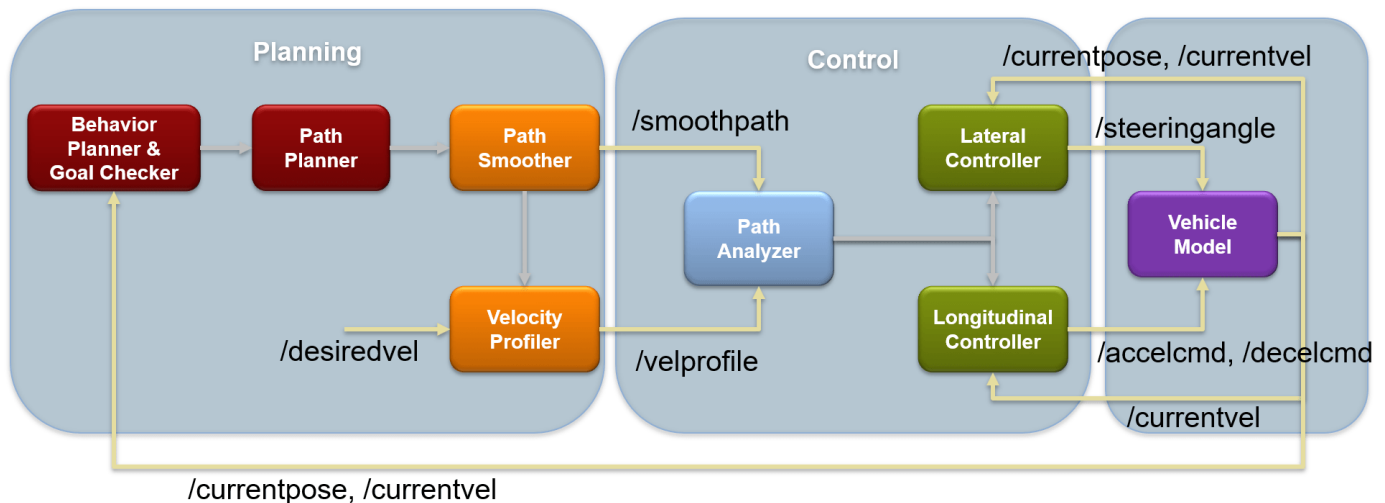 Planning
Control
/currentpose, /currentvel
Behavior
Planner &
Goal Checker
Path
Planner
Path
Smoother
/smoothpath
Lateral
Controller
/steeringangle
Path
Analyzer
Vehicle
Model
/desiredvel
Velocity
Profiler
/velprofile
Longitudinal
Controller
/accelcmd, /decelcmd
/currentvel
/currentpose, /currentvel